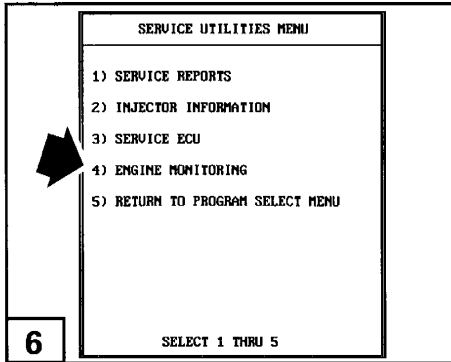 SERVICE UTILITIES MENU
1) SERVICE REPORTS
2) INJECTOR INFORMATION
3) SERVICE ECU
4) ENGINE MONITORING
5) RETURN TO PROGRAM SELECT MENU
SELECT 1 THRU 5
6